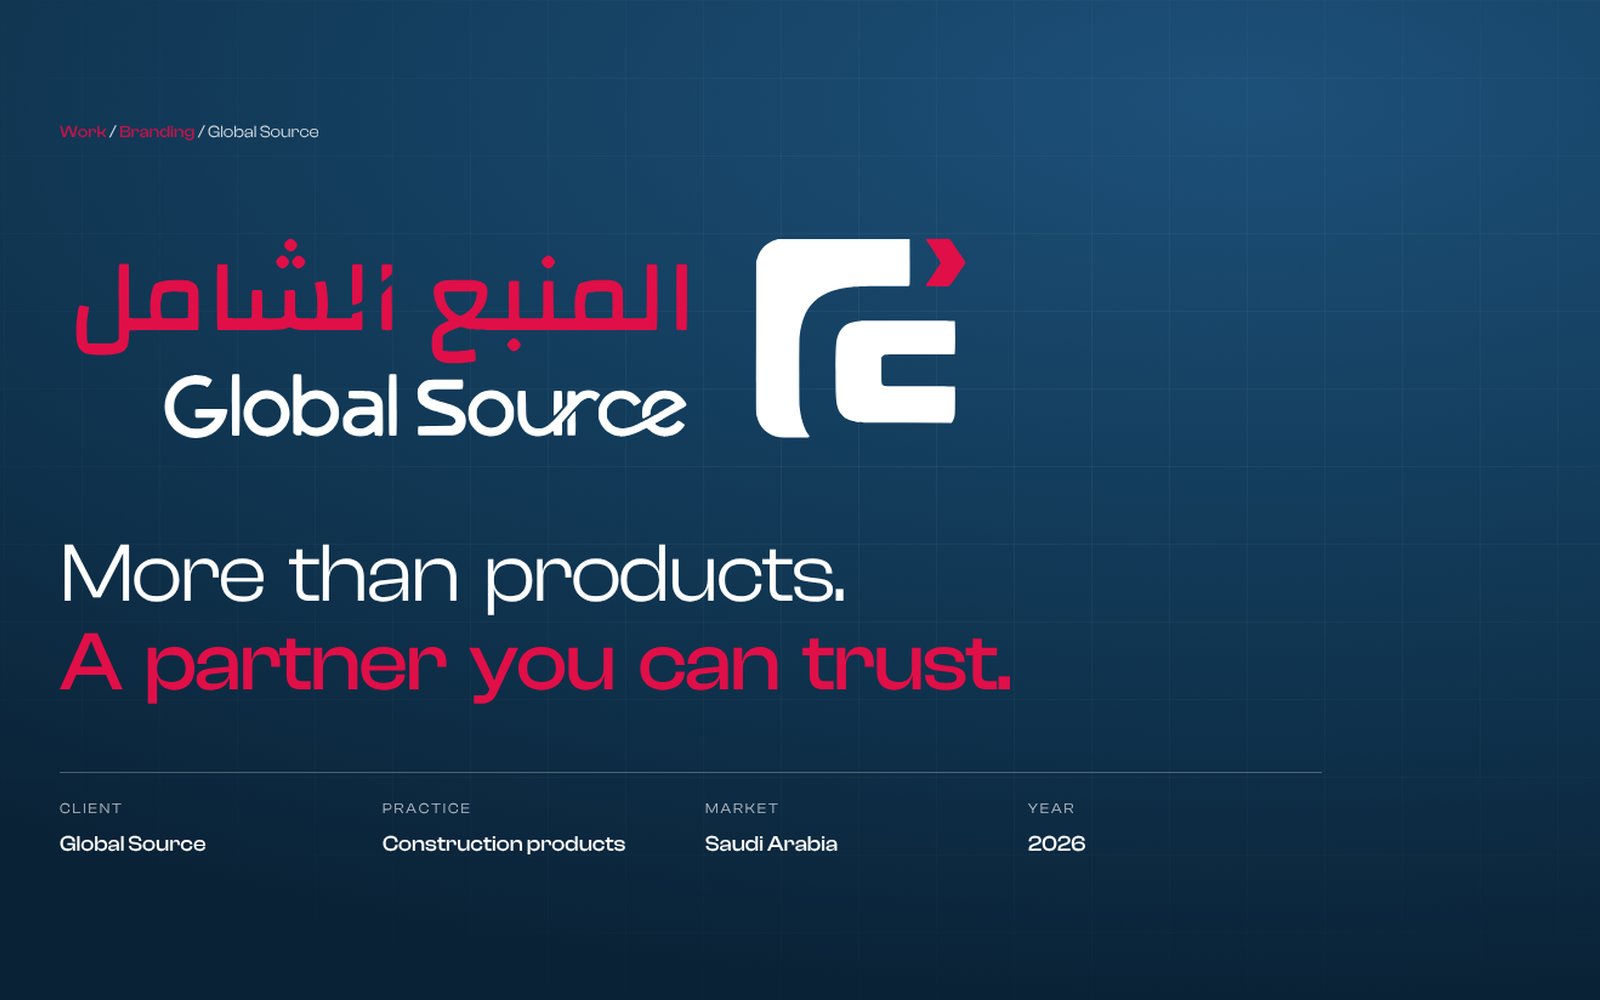 Work / Branding / Global Source
المنبع الشامل
Global Source
More than products.
A partner you can trust.
CLIENT
Global Source
PRACTICE
Construction products
MARKET
Saudi Arabia
YEAR
2026